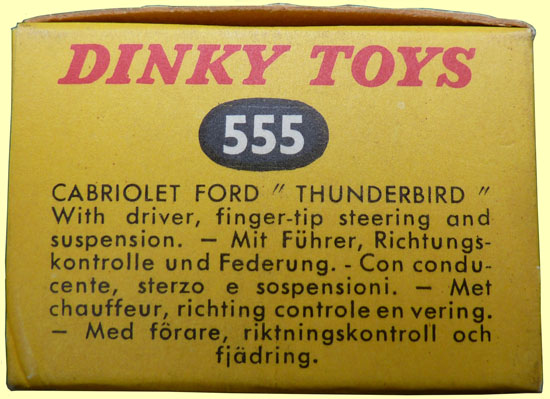 DINKY TOYS
555
CABRIOLET FORD " THUNDERBIRD "
With driver, finger-tip steering and
suspension. — Mit Führer, Richtungs-
kontrolle und Federung. - Con condu-
cente, sterzo e sospensioni. — Met
chauffeur, richting controle en vering.
— Med förare, riktningskontroll och
fjädring.